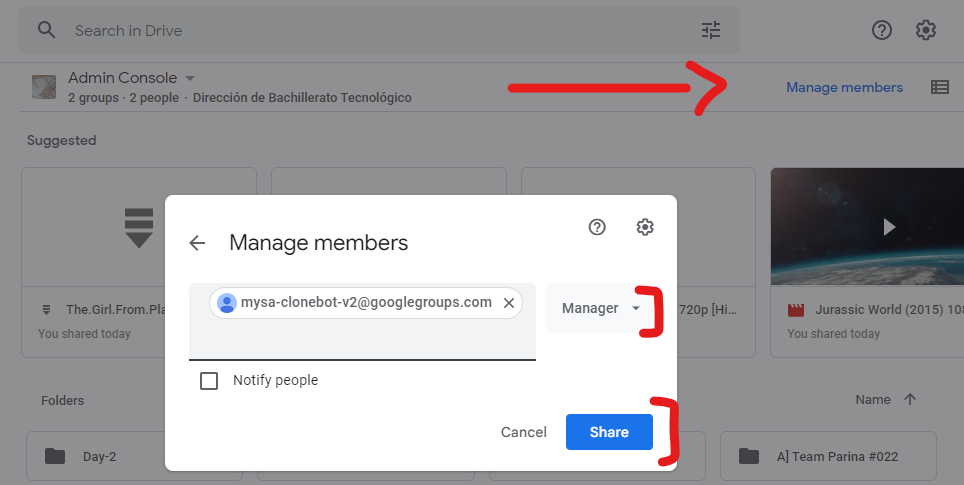 Search in Drive
Admin Console
2 groups · 2 people · Dirección de Bachillerato Tecnológico
Manage members
Suggested
Manage members
mysa-clonebot-v2@googlegroups.com
Manager
The.Girl.From.Pla
720p [Hi...
Jurassic World (2015) 108
You shared today
You shared today
Notify people
Folders
Name
Cancel
Share
Day-2
A] Team Parina #022